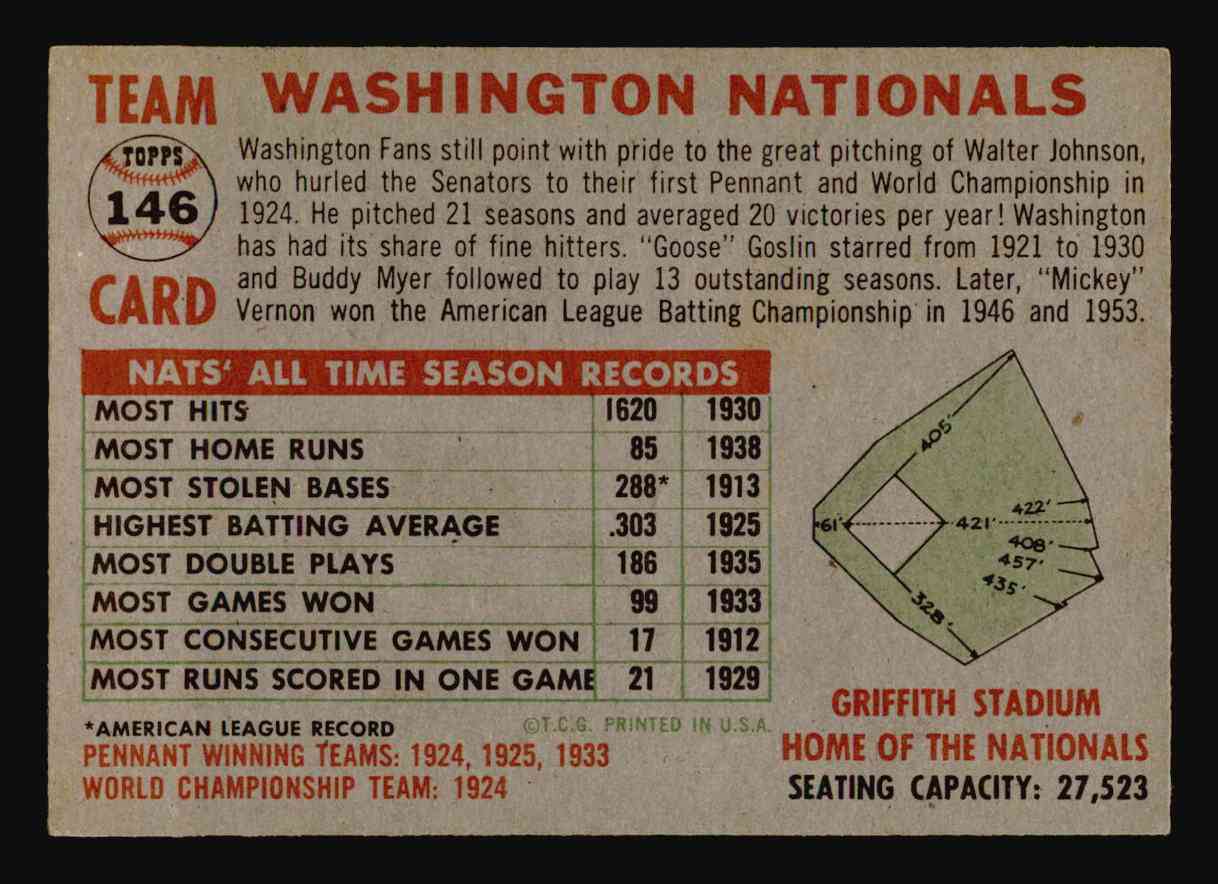 TEAM
WASHINGTON NATIONALS
TOPPS
146
CARD
Washington Fans still point with pride to the great pitching of Walter Johnson,
who hurled the Senators to their first Pennant and World Championship in
1924. He pitched 21 seasons and averaged 20 victories per year! Washington
has had its share of fine hitters. "Goose" Goslin starred from 1921 to 1930
and Buddy Myer followed to play 13 outstanding seasons. Later, "Mickey"
Vernon won the American League Batting Championship in 1946 and 1953.
NATS' ALL TIME SEASON RECORDS
MOST HITS 1620 1930
MOST HOME RUNS 85 1938
MOST STOLEN BASES 288* 1913
HIGHEST BATTING AVERAGE .303 1925
MOST DOUBLE PLAYS 186 1935
MOST GAMES WON 99 1933
MOST CONSECUTIVE GAMES WON 17 1912
MOST RUNS SCORED IN ONE GAME 21 1929
*AMERICAN LEAGUE RECORD
©T.C.G. PRINTED IN U.S.A.
PENNANT WINNING TEAMS: 1924, 1925, 1933
WORLD CHAMPIONSHIP TEAM: 1924
405'
422'
61'
421'
408'
457'
435'
328'
GRIFFITH STADIUM
HOME OF THE NATIONALS
SEATING CAPACITY: 27,523